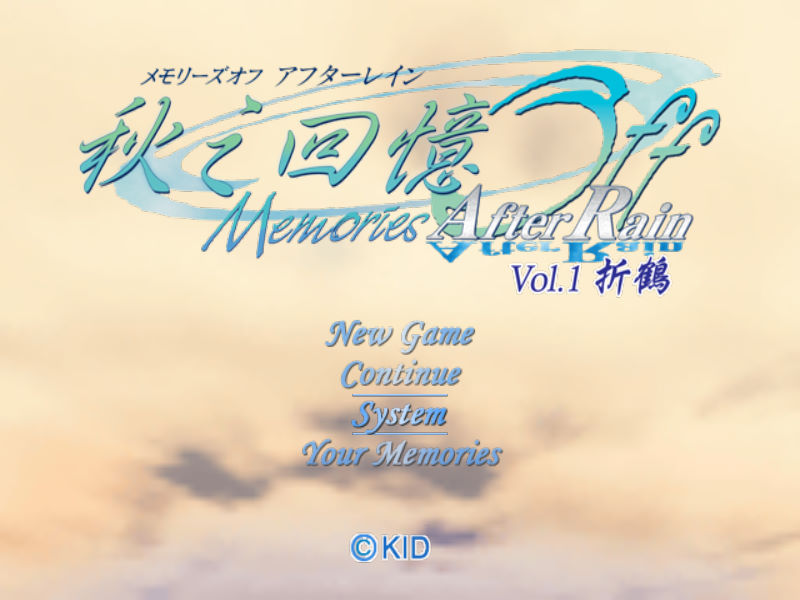 メモリーズオフ アフターレイン
秋之回憶 Off
Memories After Rain
Vol.1 折鶴
New Game
Continue
System
Your Memories
©KID